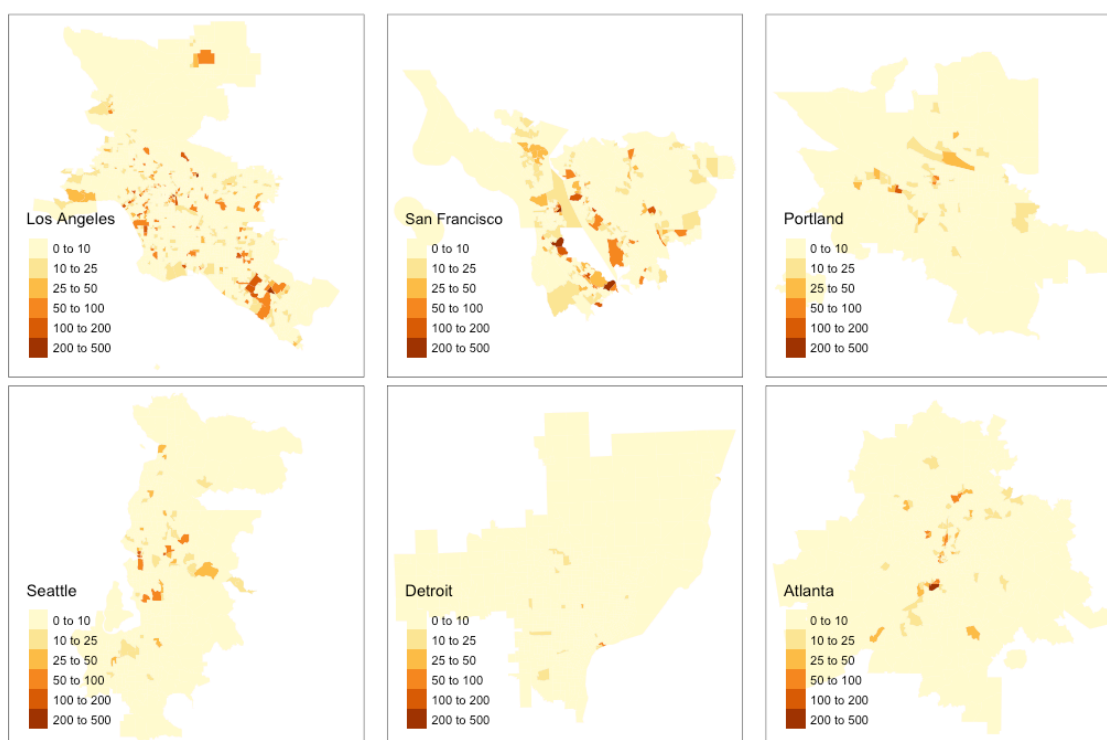 Los Angeles
0 to 10
10 to 25
25 to 50
50 to 100
100 to 200
200 to 500
San Francisco
0 to 10
10 to 25
25 to 50
50 to 100
100 to 200
200 to 500
Portland
0 to 10
10 to 25
25 to 50
50 to 100
100 to 200
200 to 500
Seattle
0 to 10
10 to 25
25 to 50
50 to 100
100 to 200
200 to 500
Detroit
0 to 10
10 to 25
25 to 50
50 to 100
100 to 200
200 to 500
Atlanta
0 to 10
10 to 25
25 to 50
50 to 100
100 to 200
200 to 500